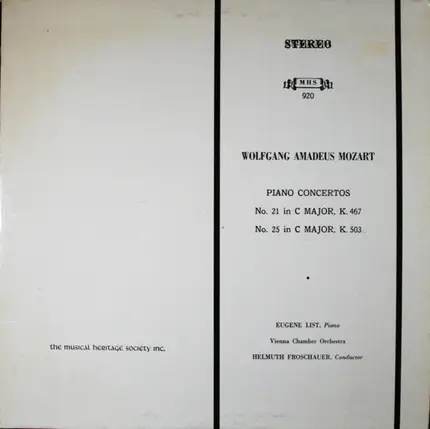 STEREO
MHS
920
WOLFGANG AMADEUS MOZART
PIANO CONCERTOS
No. 21 in C MAJOR, K. 467
No. 25 in C MAJOR, K. 503
EUGENE LIST, Piano
Vienna Chamber Orchestra
HELMUTH FROSCHAUER, Conductor
the musical heritage society inc.